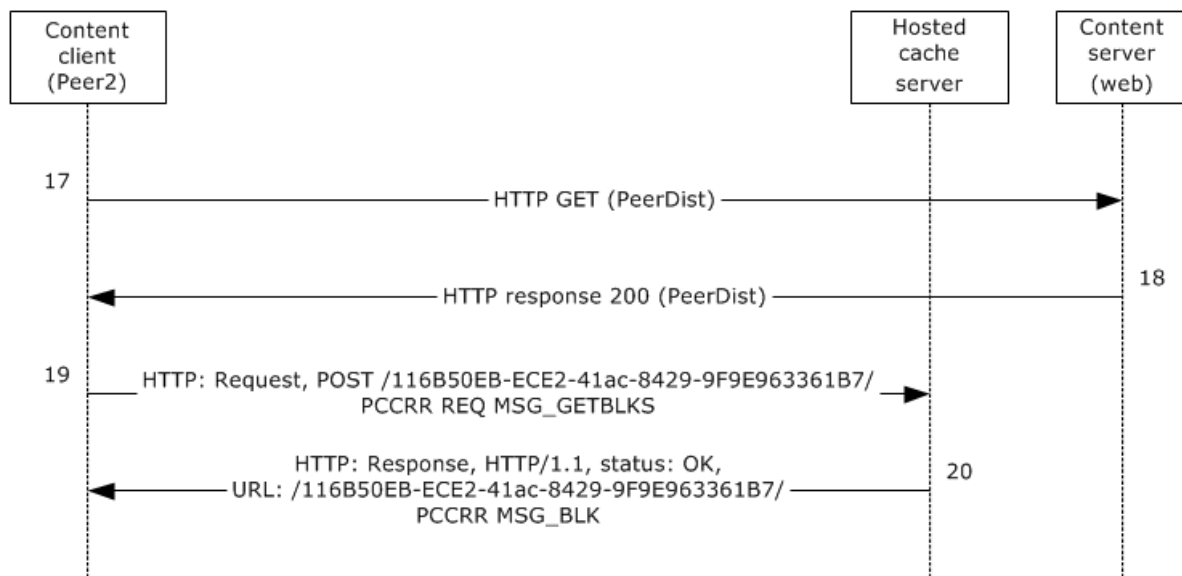 Content
client
(Peer2)
Hosted
cache
server
Content
server
(web)
17
HTTP GET (PeerDist)
HTTP response 200 (PeerDist)
18
19
HTTP: Request, POST /116B50EB-ECE2-41ac-8429-9F9E963361B7/
PCCRR REQ MSG_GETBLKS
HTTP: Response, HTTP/1.1, status: OK,
URL: /116B50EB-ECE2-41ac-8429-9F9E963361B7/
PCCRR MSG_BLK
20